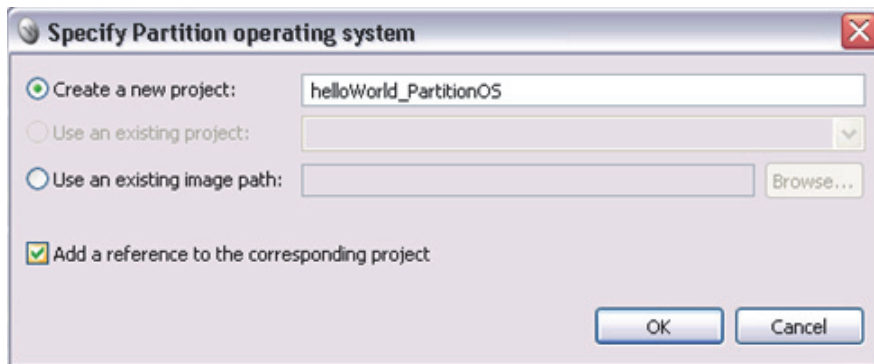 Specify Partition operating system
Create a new project: helloWorld_PartitionOS
Use an existing project:
Use an existing image path: Browse...
Add a reference to the corresponding project
OK Cancel